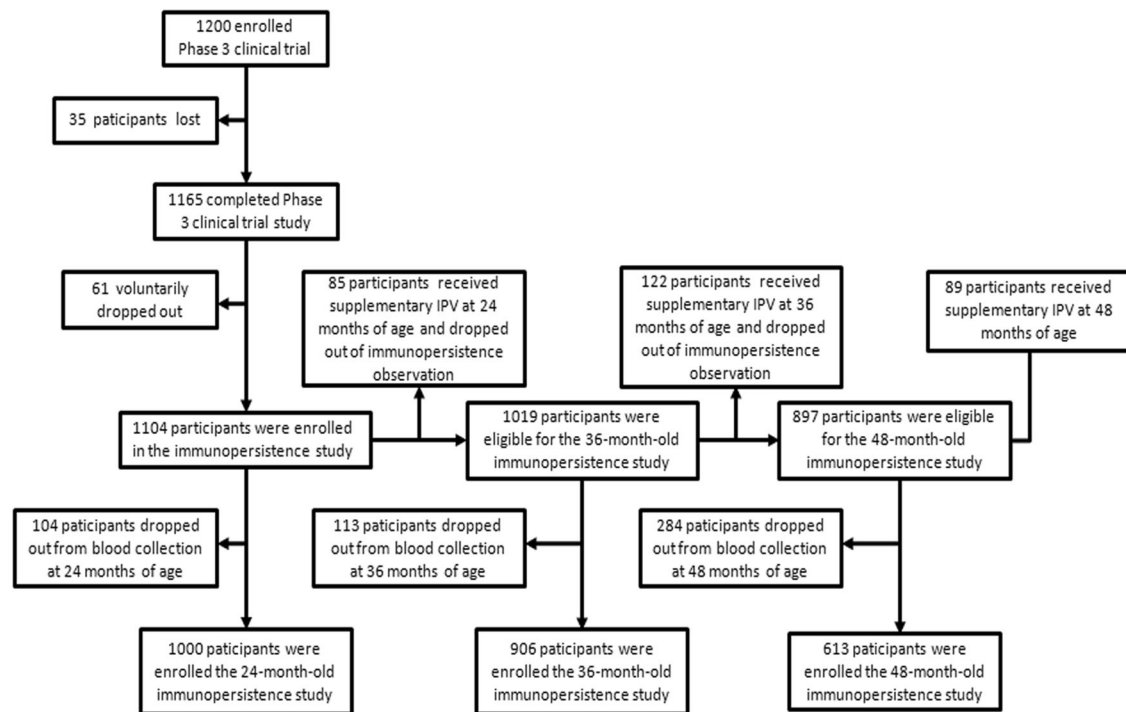 1200 enrolled
Phase 3 clinical trial
35 paticipants lost
1165 completed Phase
3 clinical trial study
61 voluntarily
dropped out
85 participants received
supplementary IPV at 24
months of age and dropped
out of immunopersistence
observation
122 participants received
supplementary IPV at 36
months of age and dropped
out of immunopersistence
observation
89 participants received
supplementary IPV at 48
months of age
1104 participants were enrolled
in the immunopersistence study
1019 participants were
eligible for the 36-month-old
immunopersistence study
897 participants were eligible
for the 48-month-old
immunopersistence study
104 paticipants dropped
out from blood collection
at 24 months of age
113 paticipants dropped
out from blood collection
at 36 months of age
284 paticipants dropped
out from blood collection
at 48 months of age
1000 paticipants were
enrolled the 24-month-old
immunopersistence study
906 paticipants were
enrolled the 36-month-old
immunopersistence study
613 paticipants were
enrolled the 48-month-old
immunopersistence study